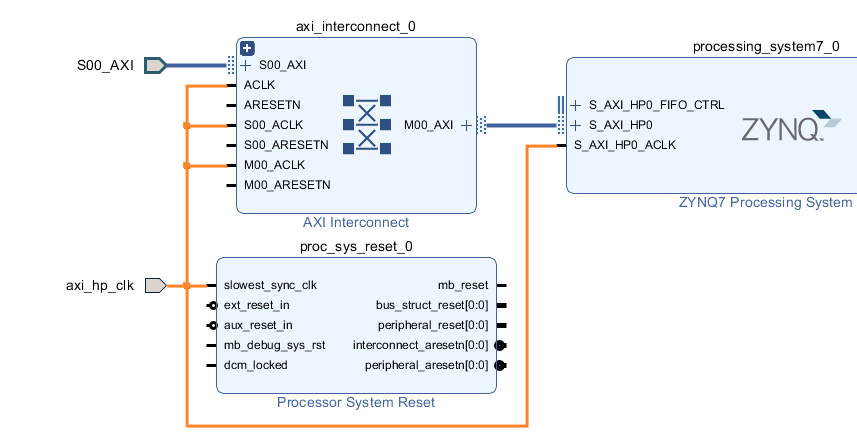 axi_interconnect_0
S00_AXI
S00_AXI
ACLK
ARESETN
S00_ACLK
S00_ARESETN
M00_ACLK
M00_ARESETN
M00_AXI
AXI Interconnect
processing_system7_0
S_AXI_HP0_FIFO_CTRL
S_AXI_HP0
S_AXI_HP0_ACLK
ZYNQ
ZYNQ7 Processing System
proc_sys_reset_0
axi_hp_clk
slowest_sync_clk
ext_reset_in
aux_reset_in
mb_debug_sys_rst
dcm_locked
mb_reset
bus_struct_reset[0:0]
peripheral_reset[0:0]
interconnect_aresetn[0:0]
peripheral_aresetn[0:0]
Processor System Reset